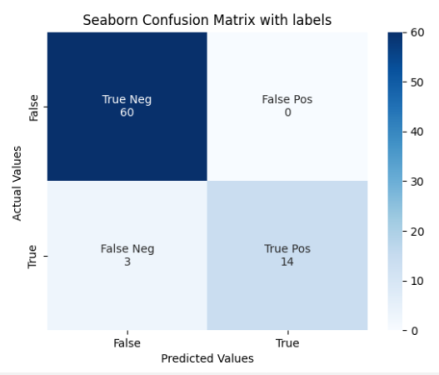 Seaborn Confusion Matrix with labels
True Neg
60
False Pos
0
False Neg
3
True Pos
14
False
True
Actual Values
False
True
Predicted Values
60
50
40
30
20
10
0